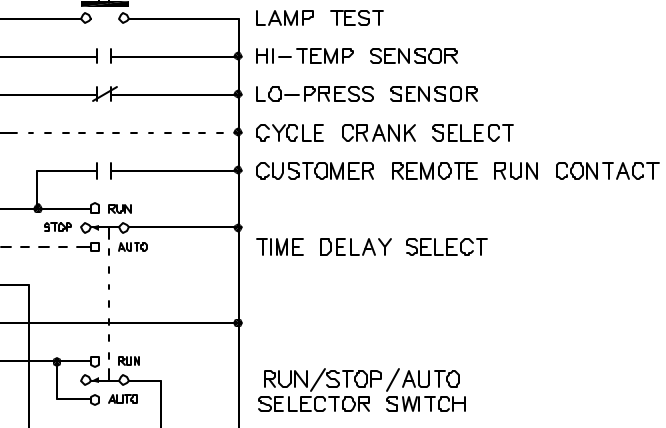 LAMP TEST
HI-TEMP SENSOR
LO-PRESS SENSOR
CYCLE CRANK SELECT
CUSTOMER REMOTE RUN CONTACT
RUN
STOP
AUTO
TIME DELAY SELECT
RUN
AUTO
RUN/STOP/AUTO
SELECTOR SWITCH